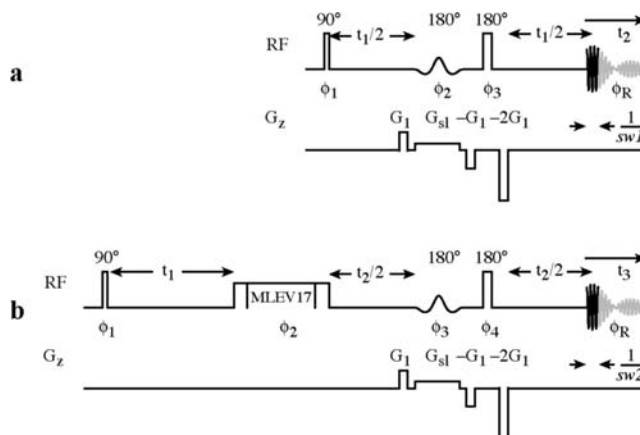 90° 180° 180°
t₁/2 t₁/2 t₂
RF
a
ϕ₁ ϕ₂ ϕ₃ ϕR
Gz G₁ Gsl –G₁ –2G₁ 1/sw1
90° 180° 180°
t₁ t₂/2 t₂/2 t₃
RF MLEV17
b
ϕ₁ ϕ₂ ϕ₃ ϕ₄ ϕR
Gz G₁ Gsl –G₁ –2G₁ 1/sw2